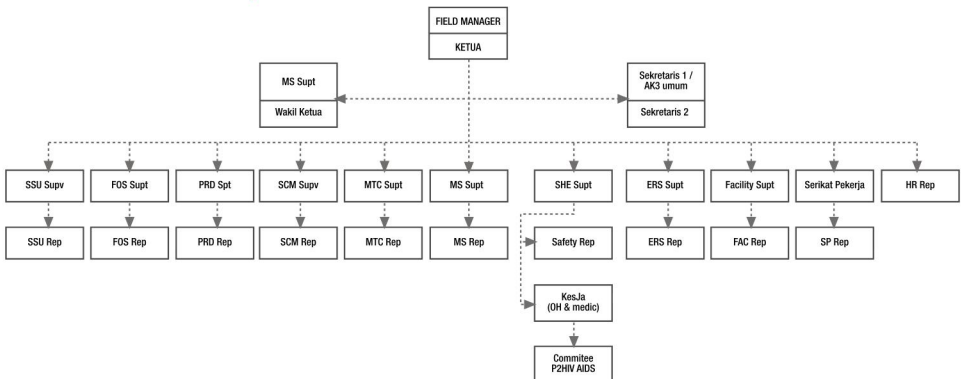 FIELD MANAGER
KETUA
MS Supt
Wakil Ketua
Sekretaris 1 /
AK3 umum
Sekretaris 2
SSU Supv
FOS Supt
PRD Spt
SCM Supv
MTC Supt
MS Supt
SHE Supt
ERS Supt
Facility Supt
Serikat Pekerja
HR Rep
SSU Rep
FOS Rep
PRD Rep
SCM Rep
MTC Rep
MS Rep
Safety Rep
ERS Rep
FAC Rep
SP Rep
KesJa
(OH & medic)
Commitee
P2HIV AIDS